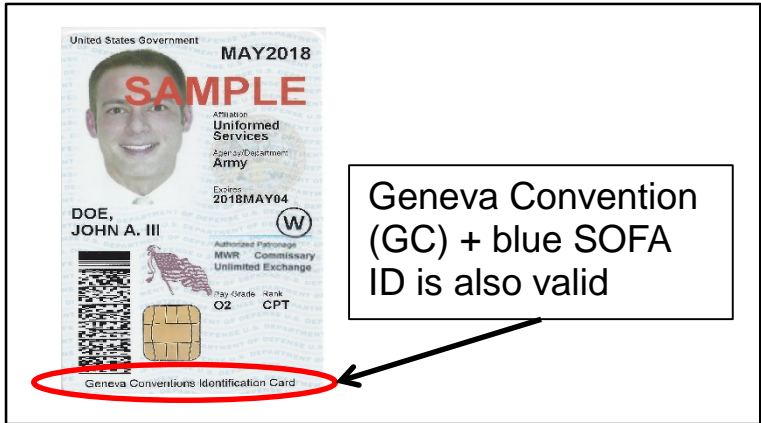 United States Government
MAY2018
SAMPLE
Affiliation
Uniformed
Services
Agency/Department
Army
Expires
2018MAY04
DOE,
JOHN A. III
W
Authorized Patronage
MWR Commissary
Unlimited Exchange
Pay Grade Rank
O2 CPT
Geneva Conventions Identification Card
Geneva Convention
(GC) + blue SOFA
ID is also valid